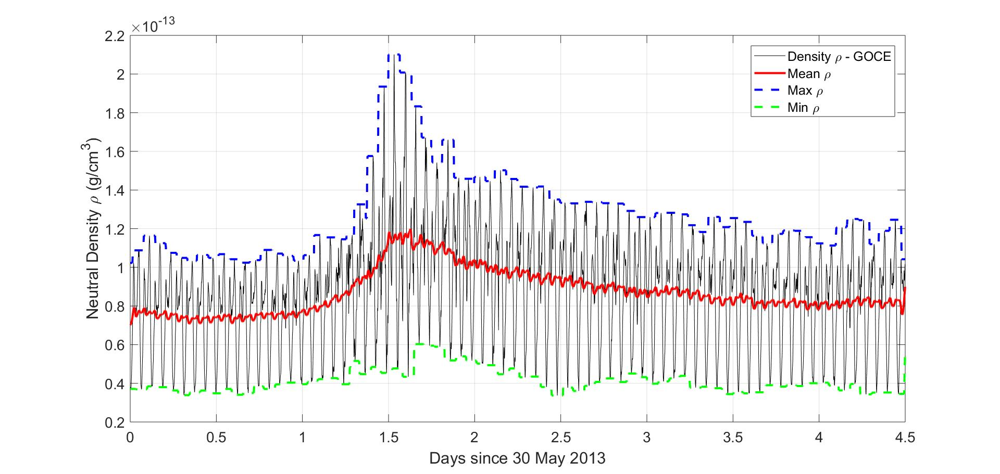 ×10⁻¹³
2.2
2
1.8
1.6
1.4
1.2
1
0.8
0.6
0.4
0.2
Neutral Density ρ (g/cm³)
0 0.5 1 1.5 2 2.5 3 3.5 4 4.5
Days since 30 May 2013
Density ρ - GOCE
Mean ρ
Max ρ
Min ρ